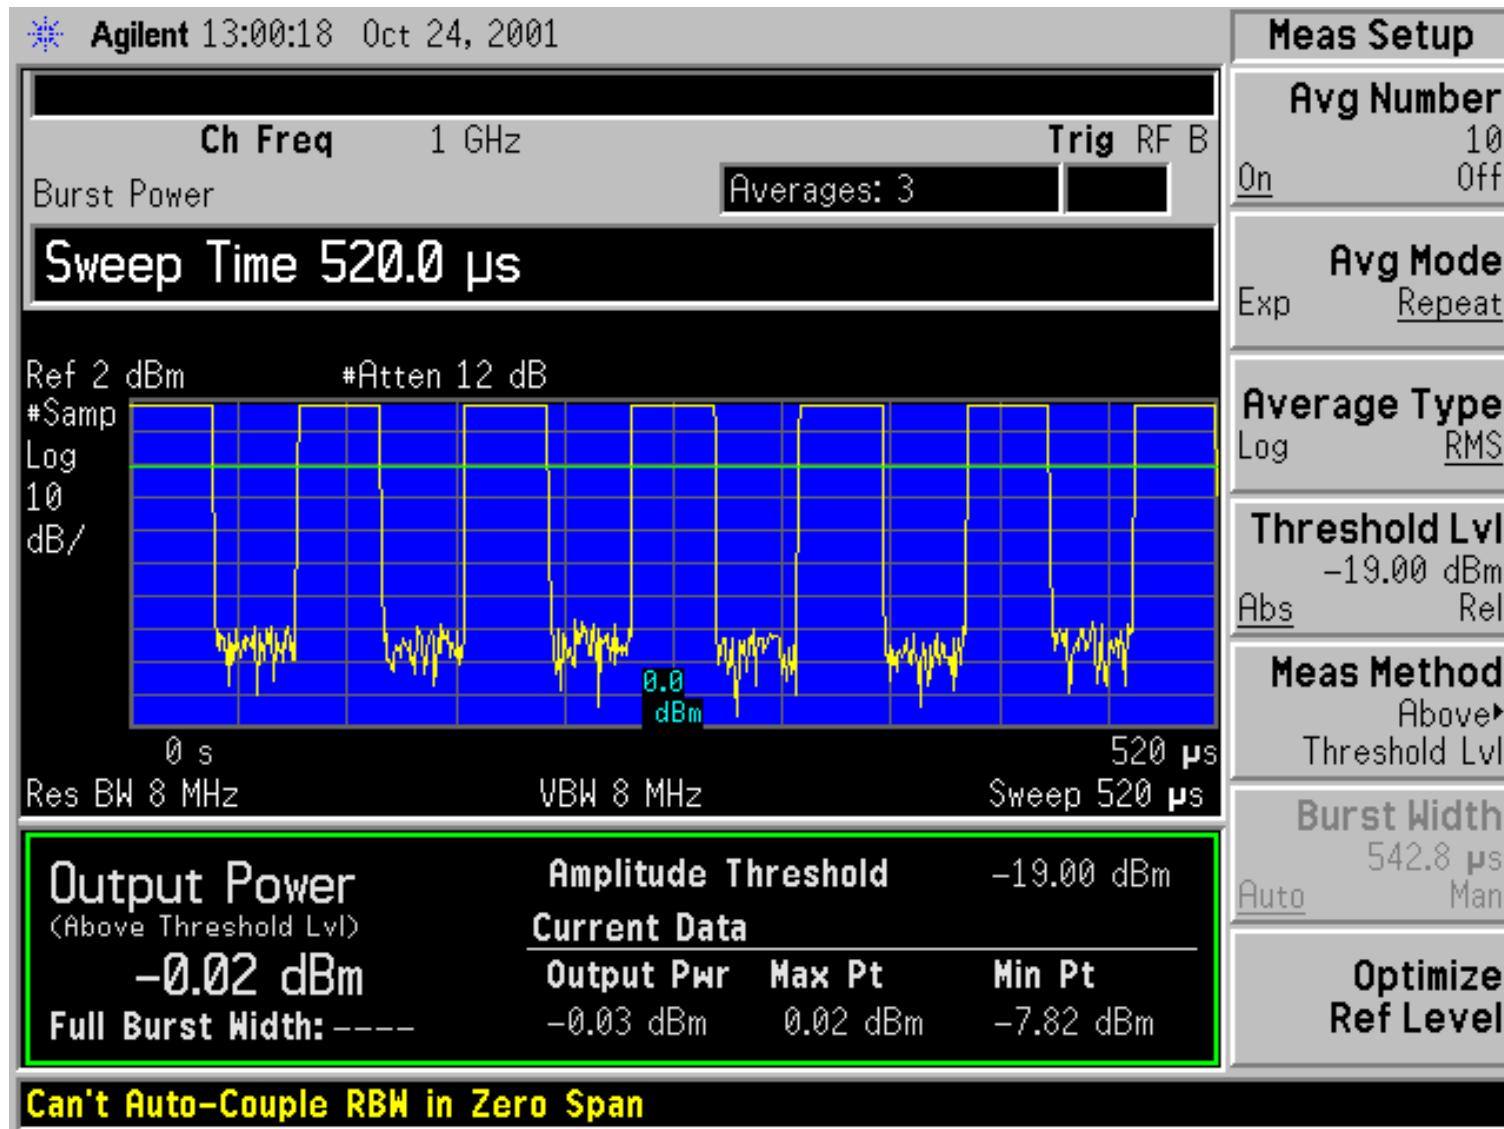 Agilent 13:00:18 Oct 24, 2001
Meas Setup
Ch Freq 1 GHz Trig RF B
Burst Power
Averages: 3
Sweep Time 520.0 µs
Ref 2 dBm #Atten 12 dB
#Samp
Log
10
dB/
0.0
dBm
0 s 520 µs
Res BW 8 MHz VBW 8 MHz Sweep 520 µs
Output Power
(Above Threshold Lvl)
-0.02 dBm
Full Burst Width: ----
Amplitude Threshold -19.00 dBm
Current Data
Output Pwr Max Pt Min Pt
-0.03 dBm 0.02 dBm -7.82 dBm
Can't Auto-Couple RBW in Zero Span
Avg Number
10
On Off
Avg Mode
Exp Repeat
Average Type
Log RMS
Threshold Lvl
-19.00 dBm
Abs Rel
Meas Method
Above
Threshold Lvl
Burst Width
542.8 µs
Auto Man
Optimize
Ref Level